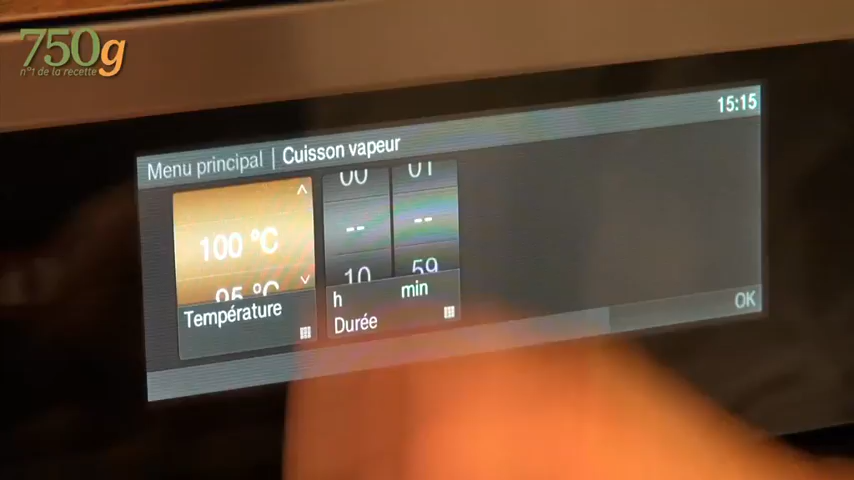 750g
n°1 de la recette
15:15
Menu principal | Cuisson vapeur
00 01
100 °C -- --
95 °C 10 59
h min
Température
Durée
OK